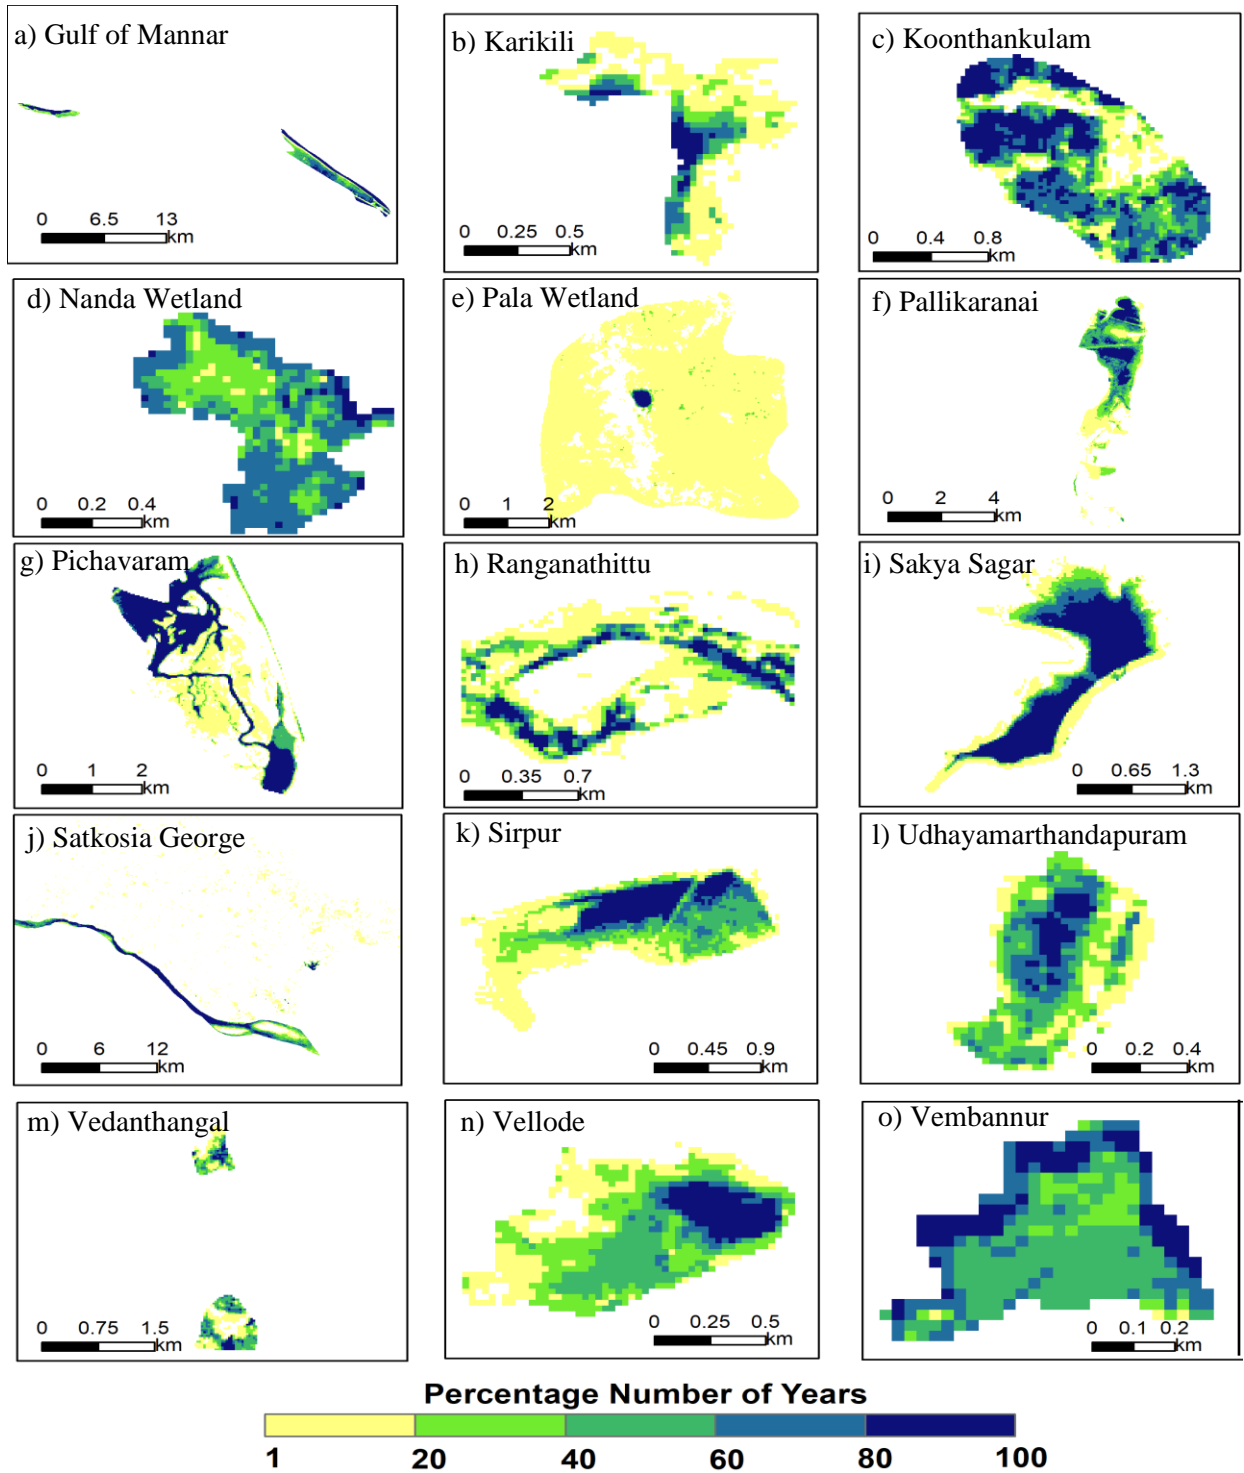 a) Gulf of Mannar
0 6.5 13
km
b) Karikili
0 0.25 0.5
km
c) Koonthankulam
0 0.4 0.8
km
d) Nanda Wetland
0 0.2 0.4
km
e) Pala Wetland
0 1 2
km
f) Pallikaranai
0 2 4
km
g) Pichavaram
0 1 2
km
h) Ranganathittu
0 0.35 0.7
km
i) Sakya Sagar
0 0.65 1.3
km
j) Satkosia George
0 6 12
km
k) Sirpur
0 0.45 0.9
km
l) Udhayamarthandapuram
0 0.2 0.4
km
m) Vedanthangal
0 0.75 1.5
km
n) Vellode
0 0.25 0.5
km
o) Vembannur
0 0.1 0.2
km
Percentage Number of Years
1 20 40 60 80 100